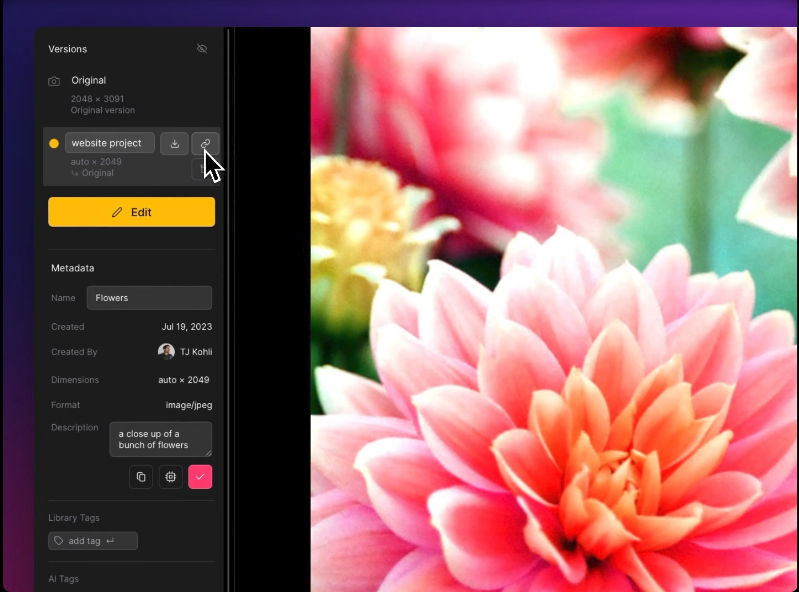 Versions
Original
2048 × 3091
Original version
website project
auto × 2049
Original
Edit
Metadata
Name Flowers
Created Jul 19, 2023
Created By TJ Kohli
Dimensions auto × 2049
Format image/jpeg
Description a close up of a
bunch of flowers
Library Tags
add tag
AI Tags